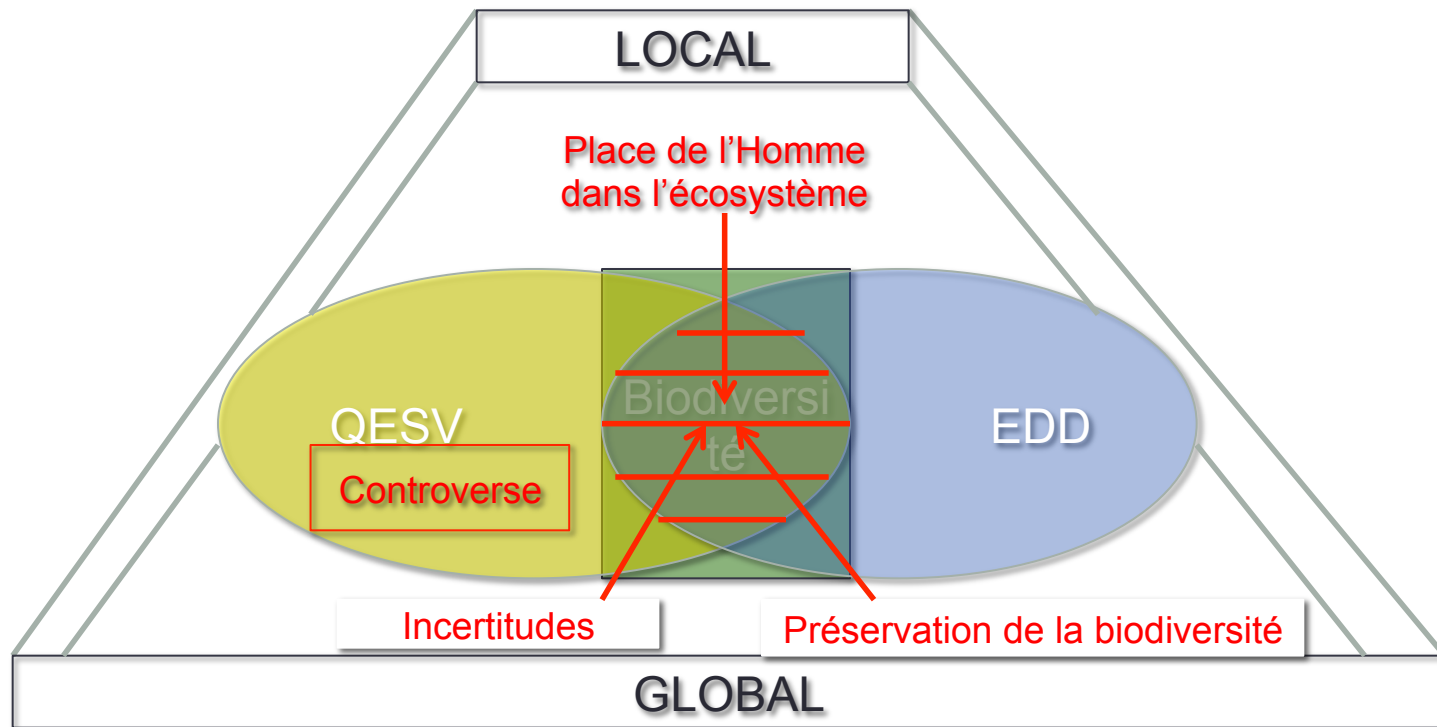 LOCAL
Place de l’Homme
dans l’écosystème
QESV
Biodiversi
té
EDD
Controverse
Incertitudes
Préservation de la biodiversité
GLOBAL